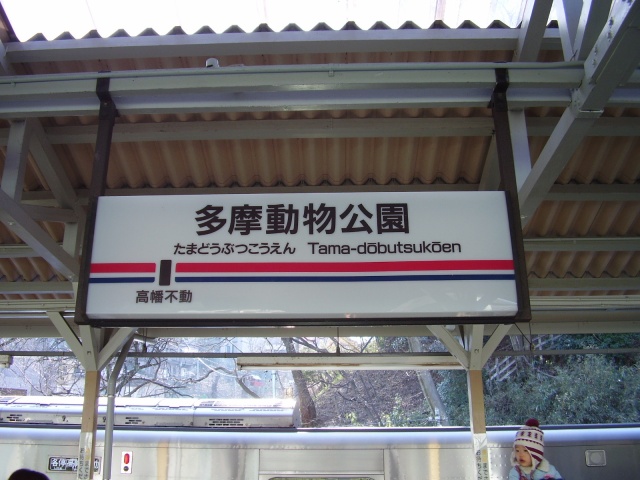 多摩動物公園
たまどうぶつこうえん Tama-dōbutsukōen
高幡不動